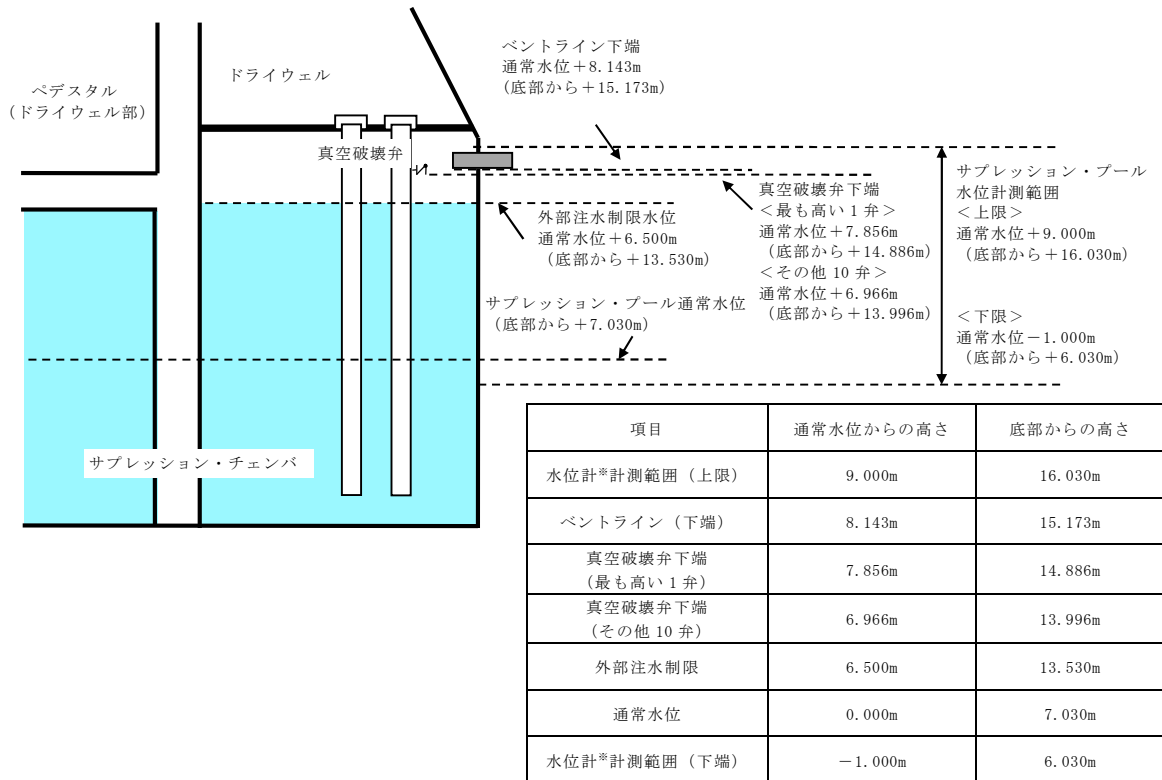 ペデスタル
(ドライウェル部)
ドライウェル
真空破壊弁
ベントライン下端
通常水位＋8.143m
(底部から＋15.173m)
真空破壊弁下端
＜最も高い1弁＞
通常水位＋7.856m
(底部から＋14.886m)
＜その他10弁＞
通常水位＋6.966m
(底部から＋13.996m)
サプレッション・プール
水位計測範囲
＜上限＞
通常水位＋9.000m
(底部から＋16.030m)
＜下限＞
通常水位－1.000m
(底部から＋6.030m)
外部注水制限水位
通常水位＋6.500m
(底部から＋13.530m)
サプレッション・プール通常水位
(底部から＋7.030m)
サプレッション・チェンバ
項目 通常水位からの高さ 底部からの高さ
水位計※計測範囲（上限） 9.000m 16.030m
ベントライン（下端） 8.143m 15.173m
真空破壊弁下端
（最も高い1弁） 7.856m 14.886m
真空破壊弁下端
（その他10弁） 6.966m 13.996m
外部注水制限 6.500m 13.530m
通常水位 0.000m 7.030m
水位計※計測範囲（下端） －1.000m 6.030m